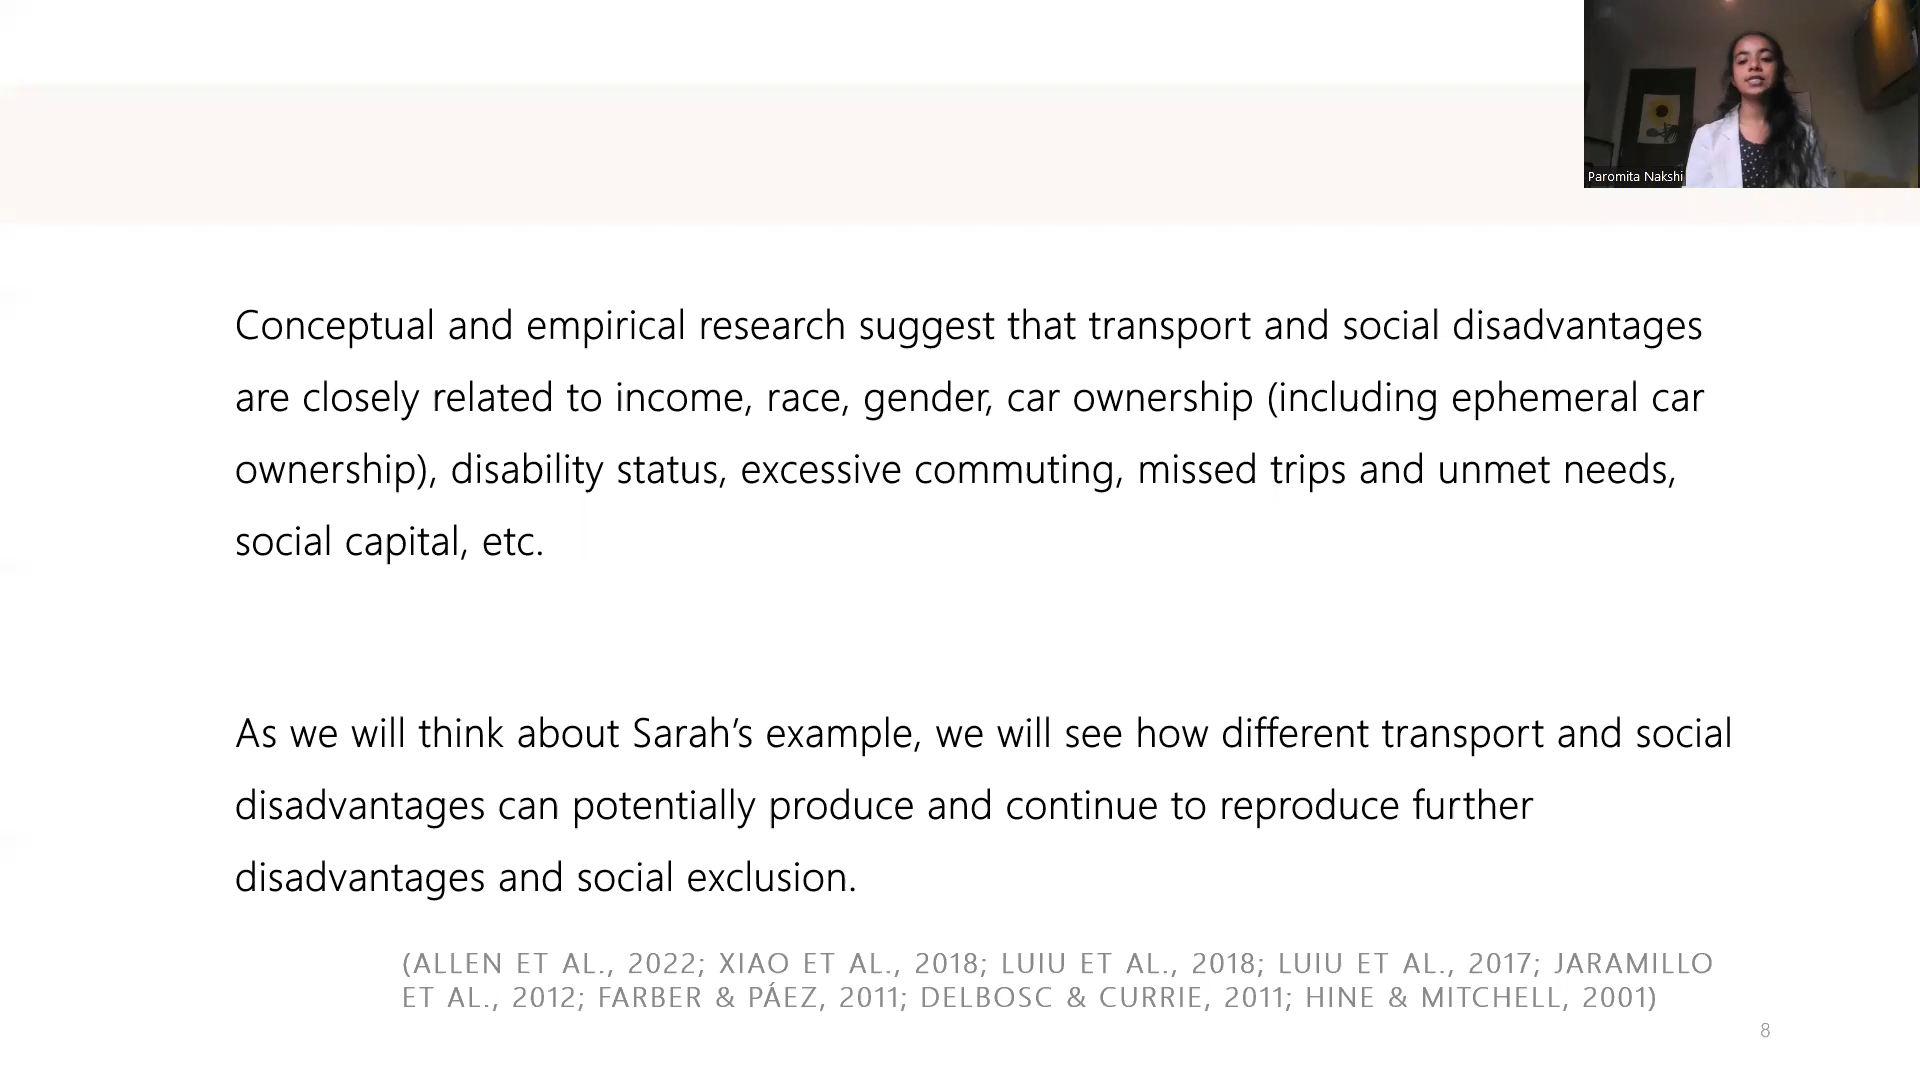 Paromita Nakshi
Conceptual and empirical research suggest that transport and social disadvantages
are closely related to income, race, gender, car ownership (including ephemeral car
ownership), disability status, excessive commuting, missed trips and unmet needs,
social capital, etc.
As we will think about Sarah’s example, we will see how different transport and social
disadvantages can potentially produce and continue to reproduce further
disadvantages and social exclusion.
(ALLEN ET AL., 2022; XIAO ET AL., 2018; LUIU ET AL., 2018; LUIU ET AL., 2017; JARAMILLO
ET AL., 2012; FARBER & PÁEZ, 2011; DELBOSC & CURRIE, 2011; HINE & MITCHELL, 2001)
8